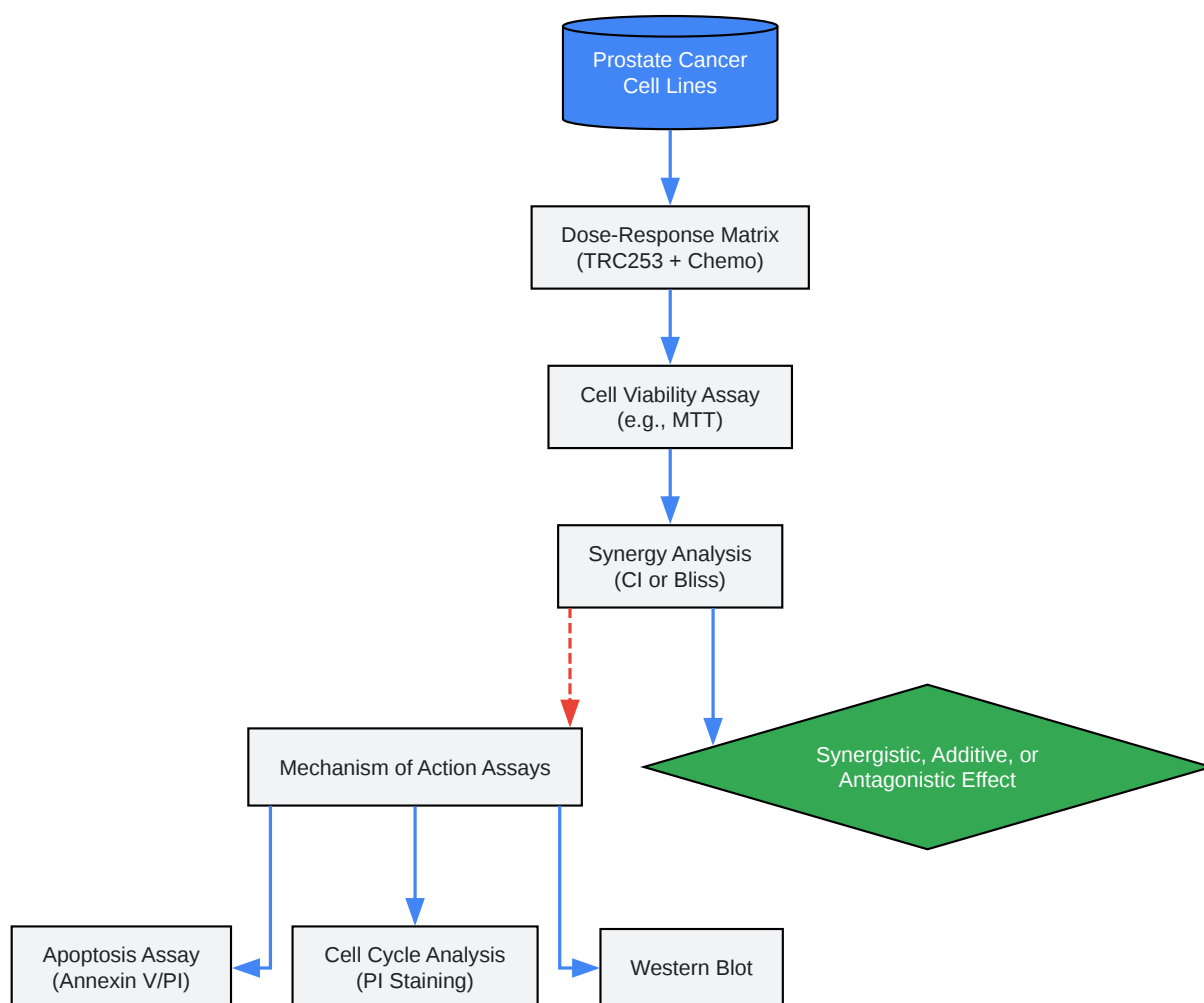 Prostate Cancer
Cell Lines
Dose-Response Matrix
(TRC253 + Chemo)
Cell Viability Assay
(e.g., MTT)
Synergy Analysis
(CI or Bliss)
Mechanism of Action Assays
Synergistic, Additive, or
Antagonistic Effect
Apoptosis Assay
(Annexin V/PI)
Cell Cycle Analysis
(PI Staining)
Western Blot